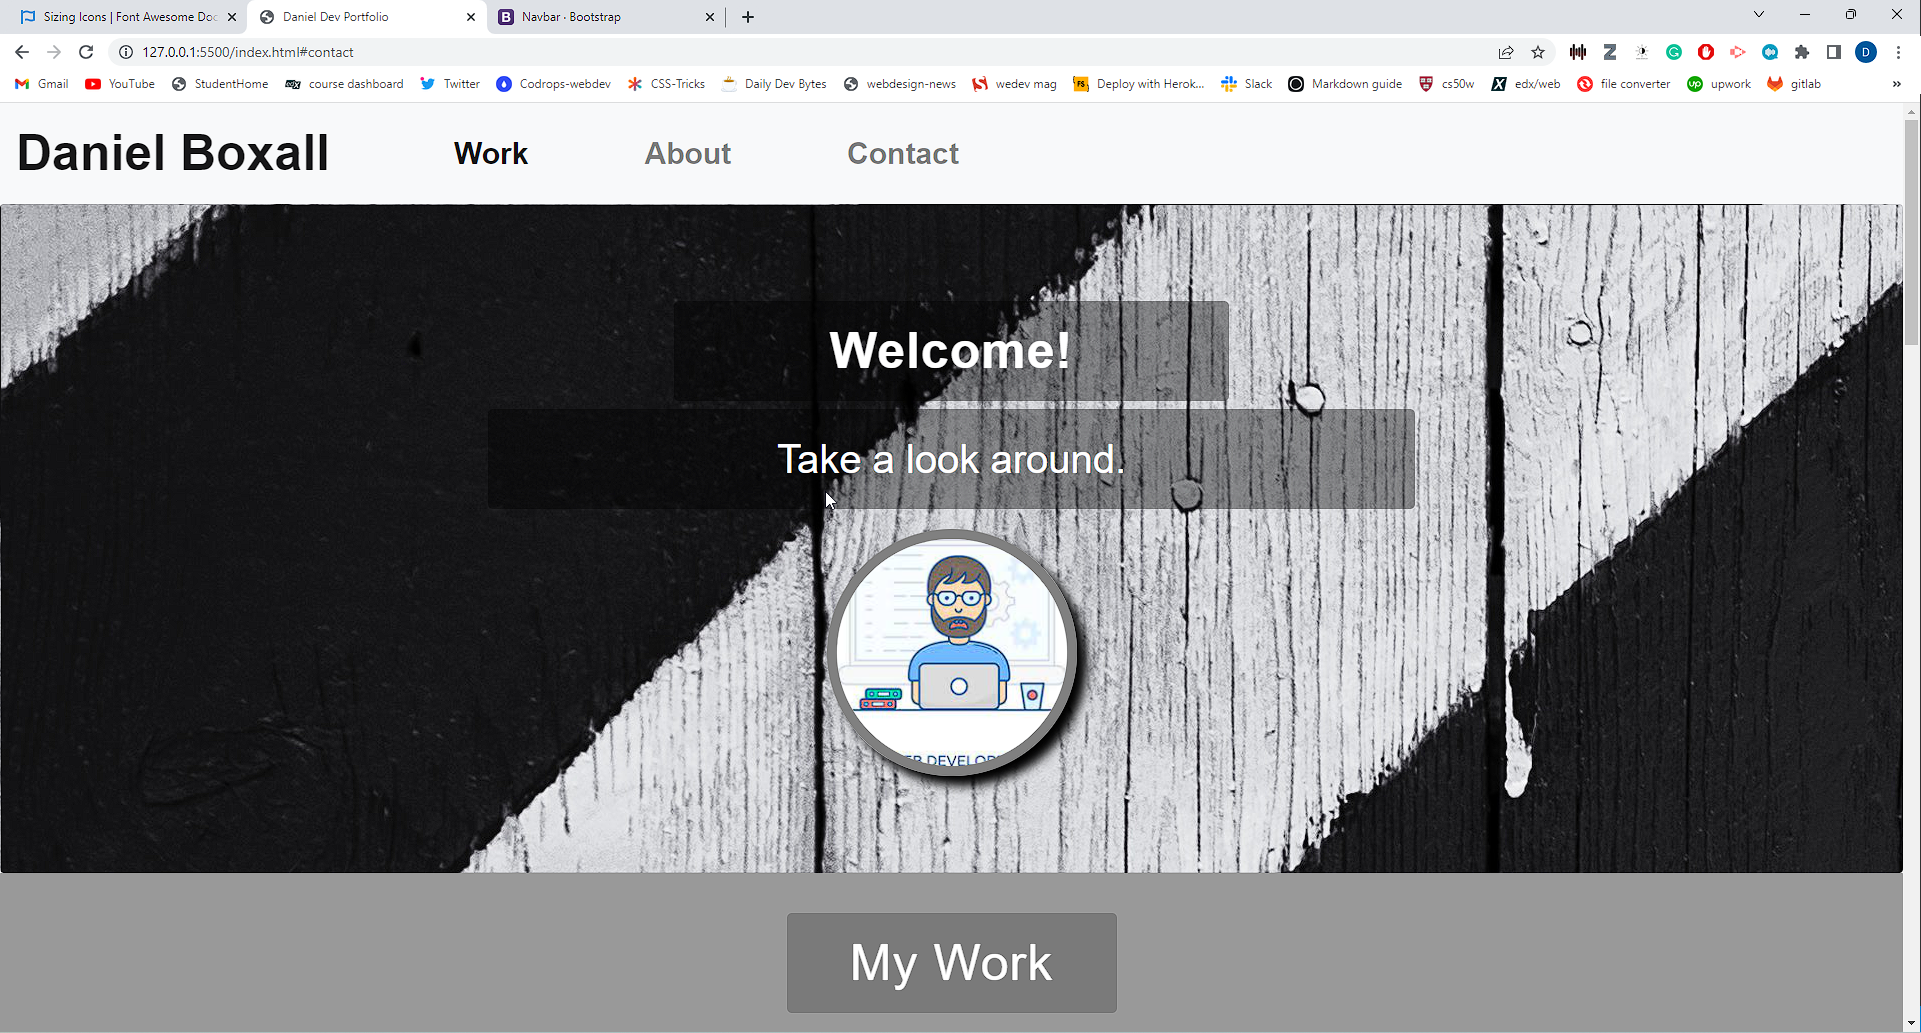 Sizing Icons | Font Awesome Doc
Daniel Dev Portfolio
Navbar · Bootstrap
127.0.0.1:5500/index.html#contact
D
Gmail
YouTube
StudentHome
course dashboard
Twitter
Codrops-webdev
CSS-Tricks
Daily Dev Bytes
webdesign-news
wedev mag
Deploy with Herok...
Slack
Markdown guide
cs50w
edx/web
file converter
upwork
gitlab
Daniel Boxall
Work
About
Contact
Welcome!
Take a look around.
ER DEVELOP
My Work